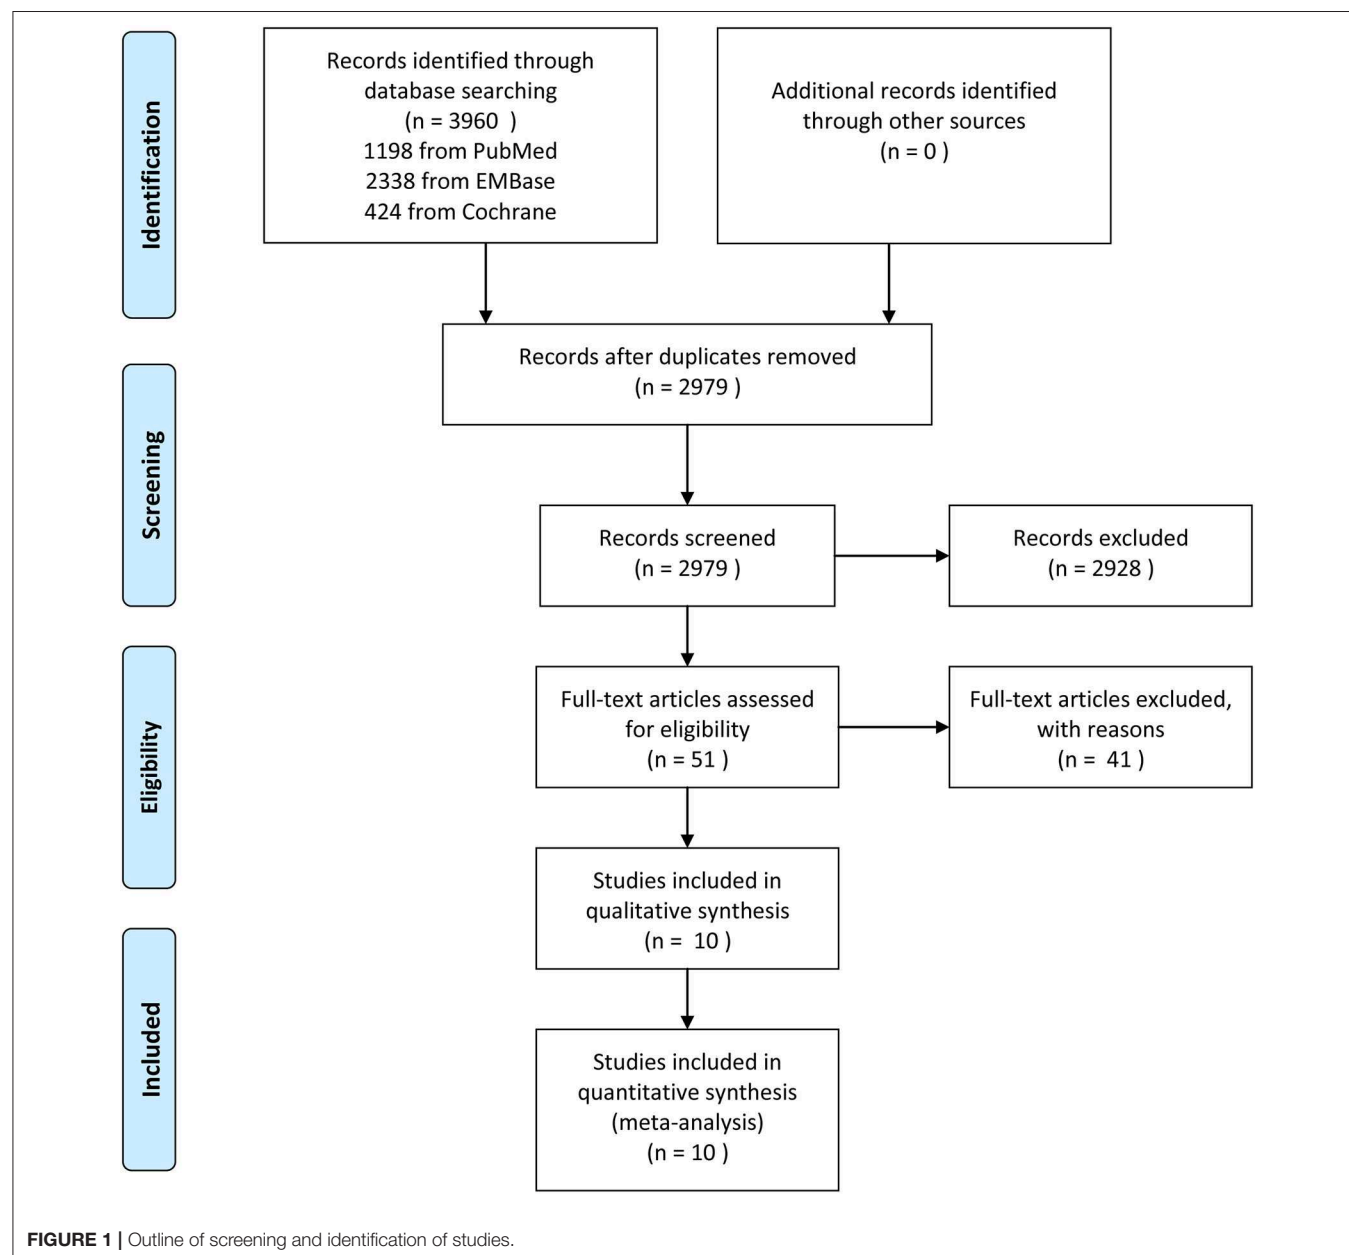 Identification
Records identified through
database searching
(n = 3960  )
1198 from PubMed
2338 from EMBase
424 from Cochrane
Additional records identified
through other sources
(n = 0 )
Records after duplicates removed
(n = 2979 )
Screening
Records screened
(n = 2979 )
Records excluded
(n = 2928 )
Eligibility
Full-text articles assessed
for eligibility
(n = 51 )
Full-text articles excluded,
with reasons
(n =  41 )
Studies included in
qualitative synthesis
(n =  10 )
Included
Studies included in
quantitative synthesis
(meta-analysis)
(n = 10 )
FIGURE 1 | Outline of screening and identification of studies.